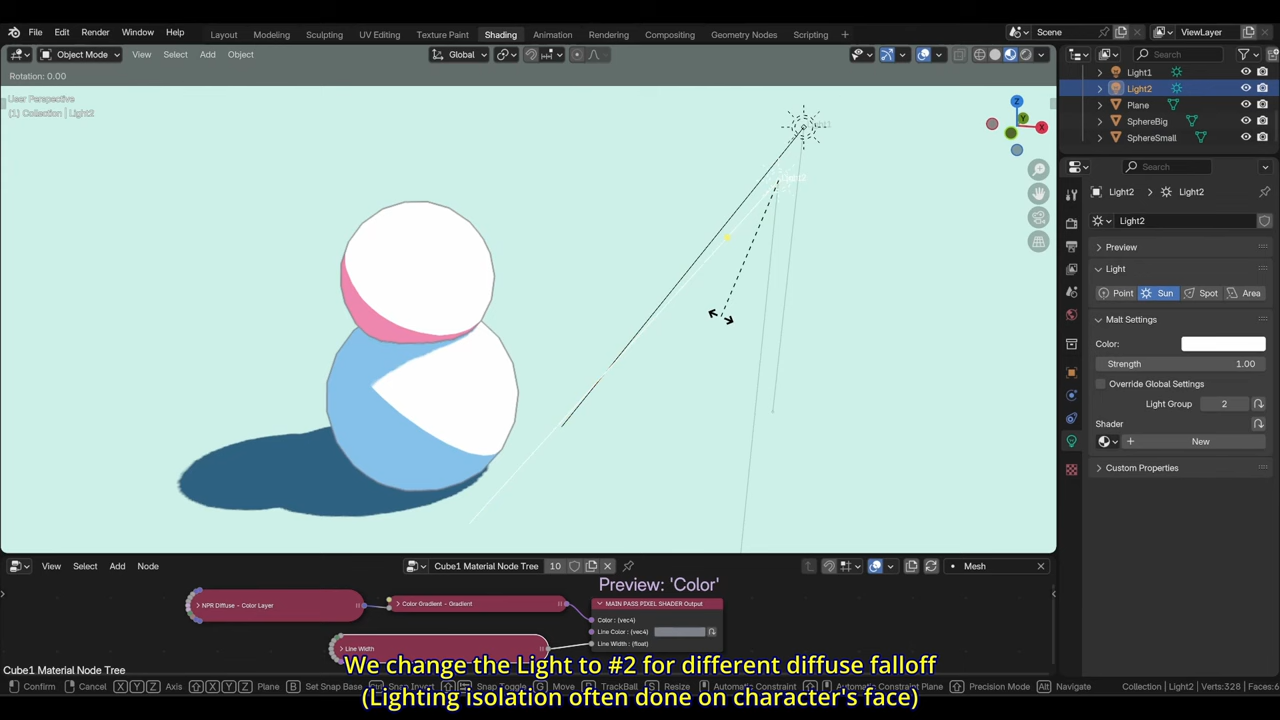 File Edit Render Window Help Layout Modeling Sculpting UV Editing Texture Paint Shading Animation Rendering Compositing Geometry Nodes Scripting + Scene ViewLayer
Object Mode View Select Add Object Global Search
Rotation: 0.00
User Perspective
(1) Collection | Light2
Z
Y
X
Light1
Light2
Plane
SphereBig
SphereSmall
Search
Light2 > Light2
Light2
Preview
Light
Point Sun Spot Area
Malt Settings
Color:
Strength 1.00
Override Global Settings
Light Group 2
Shader
+ New
Custom Properties
View Select Add Node Cube1 Material Node Tree 10 Mesh
Preview: 'Color'
NPR Diffuse - Color Layer
Color Gradient - Gradient
MAIN PASS PIXEL SHADER Output
Color : (vec4)
Line Color : (vec4)
Line Width : (float)
Line Width
Cube1 Material Node Tree
We change the Light to #2 for different diffuse falloff
(Lighting isolation often done on character's face)
Confirm Cancel X Y Z Axis X Y Z Plane B Set Snap Base Snap Invert Snap Toggle G Move R TrackBall S Resize Automatic Constraint Automatic Plane Constraint Precision Mode Alt Navigate Collection | Light2 | Verts:328 | Faces:6